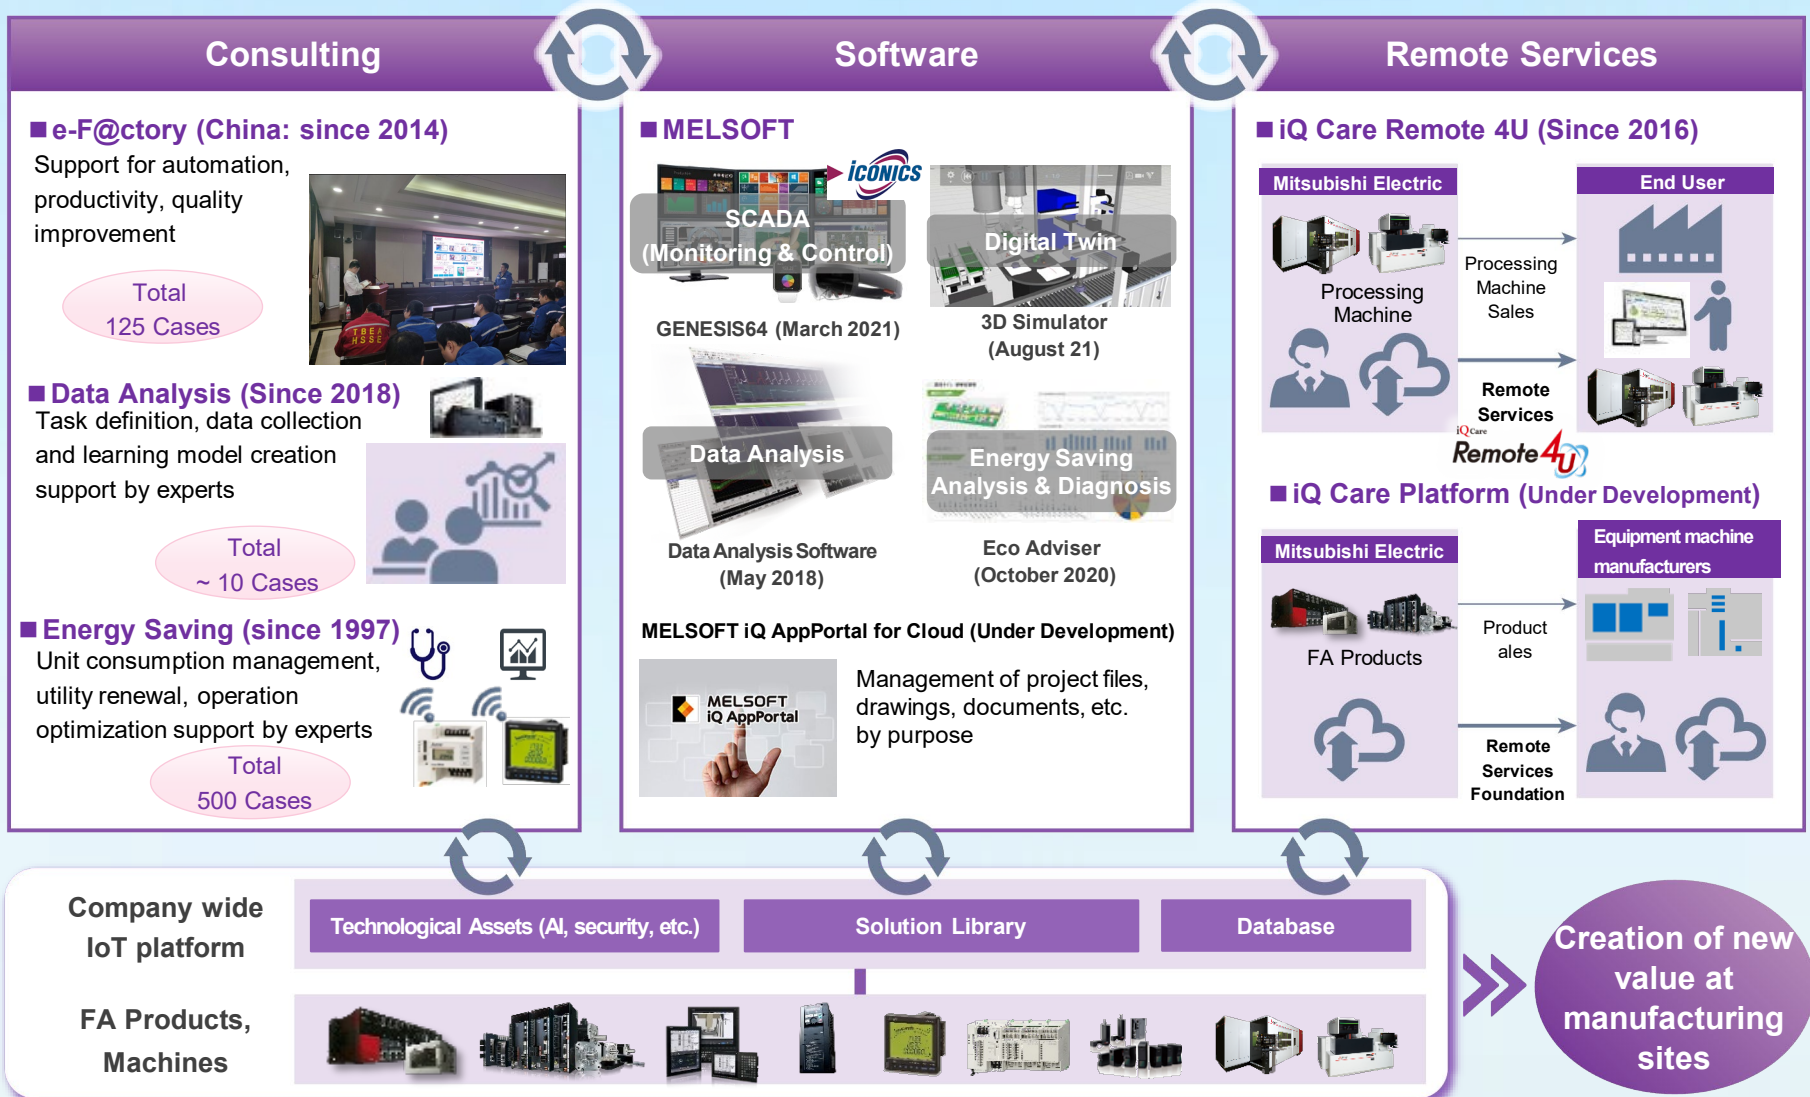 Consulting
Software
Remote Services
■ e-F@ctory (China: since 2014)
Support for automation,
productivity, quality
improvement
Total
125 Cases
TBEA
HSSE
■ Data Analysis (Since 2018)
Task definition, data collection
and learning model creation
support by experts
Total
~ 10 Cases
■ Energy Saving (since 1997)
Unit consumption management,
utility renewal, operation
optimization support by experts
Total
500 Cases
■ MELSOFT
ICONICS
SCADA
(Monitoring & Control)
GENESIS64 (March 2021)
Digital Twin
3D Simulator
(August 21)
Data Analysis
Data Analysis Software
(May 2018)
Energy Saving
Analysis & Diagnosis
Eco Adviser
(October 2020)
MELSOFT iQ AppPortal for Cloud (Under Development)
MELSOFT
iQ AppPortal
Management of project files,
drawings, documents, etc.
by purpose
■ iQ Care Remote 4U (Since 2016)
Mitsubishi Electric
Processing
Machine
Processing
Machine
Sales
Remote
Services
iQ Care
Remote 4U
End User
■ iQ Care Platform (Under Development)
Mitsubishi Electric
FA Products
Product
ales
Remote
Services
Foundation
Equipment machine
manufacturers
Company wide
IoT platform
Technological Assets (AI, security, etc.)
Solution Library
Database
FA Products,
Machines
Creation of new
value at
manufacturing
sites